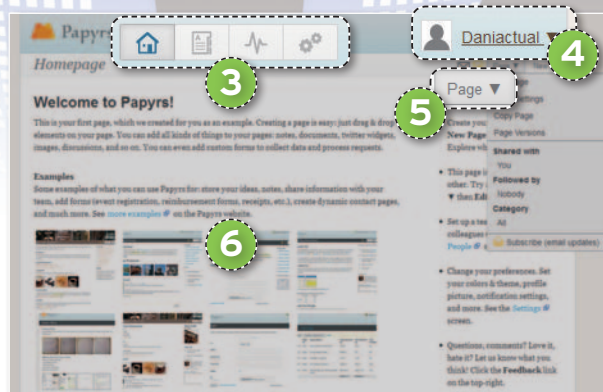 Papyrs
3
Daniactual ▼
4
Homepage
5
Page ▼
Copy Page
Page Versions
Shared with
You
Followed by
Nobody
Category
All
Subscribe (email updates)
Welcome to Papyrs!
This is your first page, which we created for you as an example. Creating a page is easy: just drag & drop
elements on your page. You can add all kinds of things to your pages: notes, documents, twitter widgets,
images, discussions, and so on. You can even add custom forms to collect data and process requests.
Examples
Some examples of what you can use Papyrs for: store your ideas, notes, share information with your
team, add forms (event registration, reimbursement forms, receipts, etc.), create dynamic contact pages,
and much more. See more examples on the Papyrs website.
6
Create you
New Page
Explore wh
This page i
other. Try
▼ then Edi
Set up a tea
colleagues
People
Change your preferences. Set
your colors & theme, profile
picture, notification settings,
and more. See the Settings
screen.
Questions, comments? Love it,
hate it? Let us know what you
think! Click the Feedback link
on the top-right.